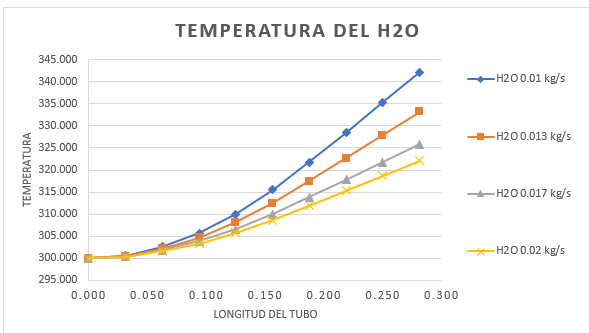 TEMPERATURA DEL H2O
345.000
340.000
335.000
330.000
325.000
320.000
315.000
310.000
305.000
300.000
295.000
TEMPERATURA
0.000 0.050 0.100 0.150 0.200 0.250 0.300
LONGITUD DEL TUBO
H2O 0.01 kg/s
H2O 0.013 kg/s
H2O 0.017 kg/s
H2O 0.02 kg/s